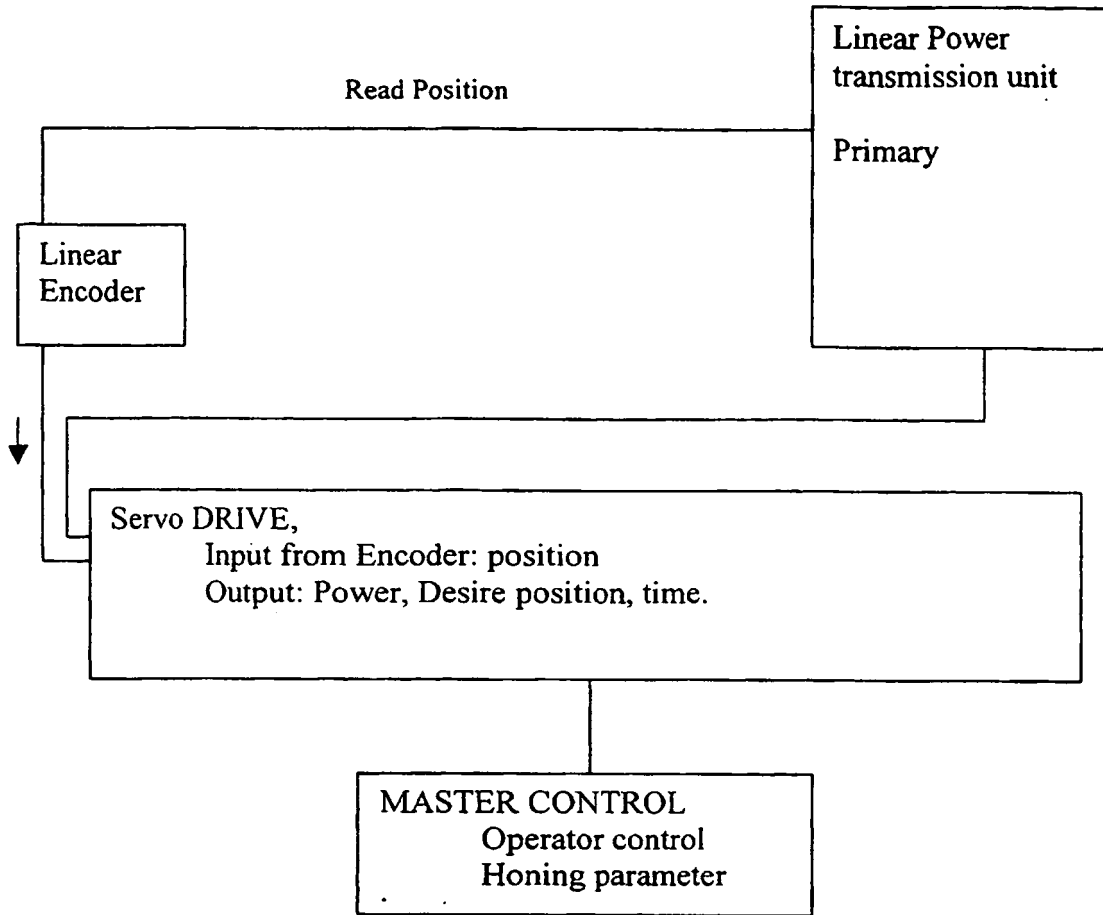 Linear Power
transmission unit
Primary
Read Position
Linear
Encoder
Servo DRIVE,
Input from Encoder: position
Output: Power, Desire position, time.
MASTER CONTROL
Operator control
Honing parameter